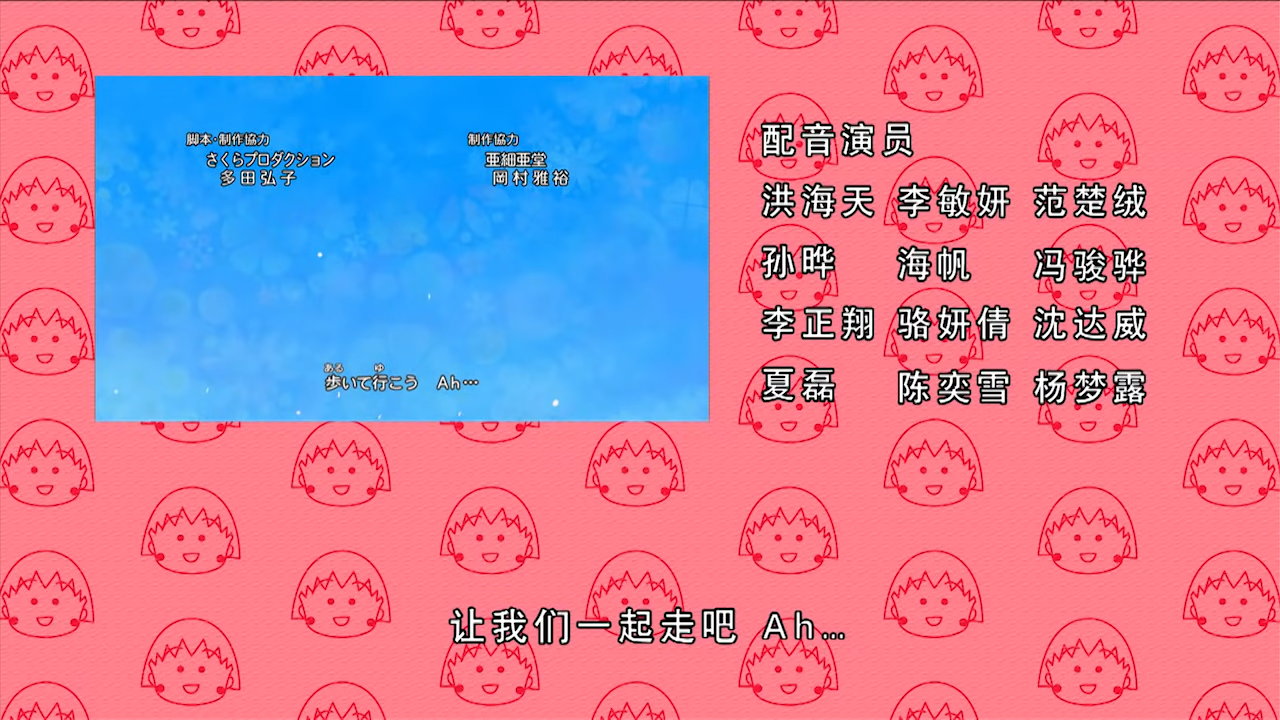 脚本・制作協力
さくらプロダクション
多田弘子
制作協力
亜細亜堂
岡村雅裕
ある ゆ
歩いて行こう Ah…
配音演员
洪海天 李敏妍 范楚绒
孙晔 海帆 冯骏骅
李正翔 骆妍倩 沈达威
夏磊 陈奕雪 杨梦露
让我们一起走吧 Ah…